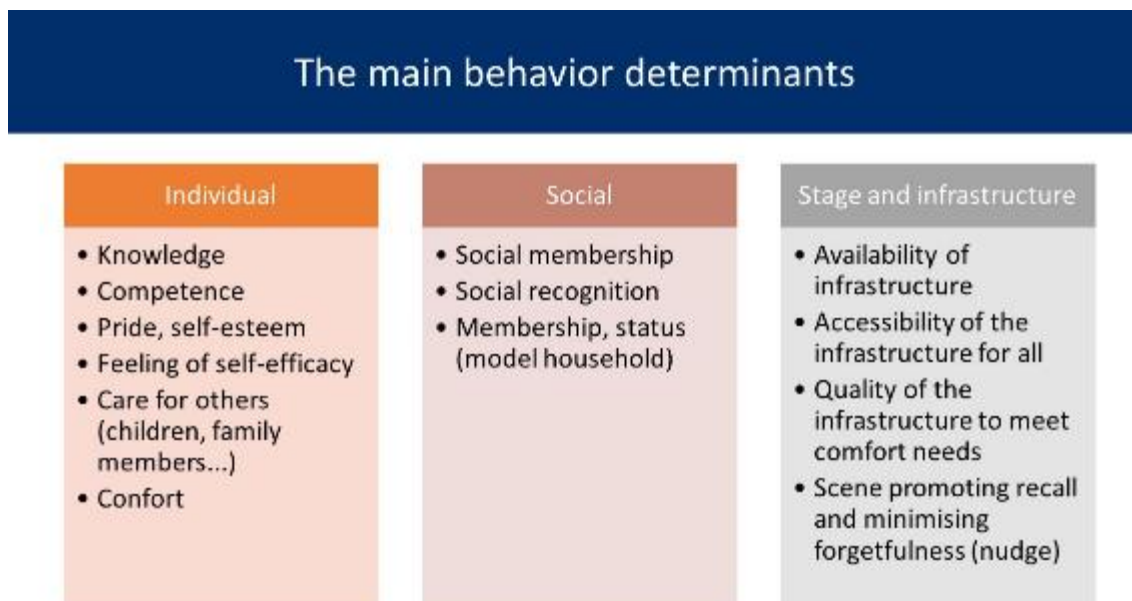 The main behavior determinants
Individual
• Knowledge
• Competence
• Pride, self-esteem
• Feeling of self-efficacy
• Care for others
(children, family
members...)
• Confort
Social
• Social membership
• Social recognition
• Membership, status
(model household)
Stage and infrastructure
• Availability of
infrastructure
• Accessibility of the
infrastructure for all
• Quality of the
infrastructure to meet
comfort needs
• Scene promoting recall
and minimising
forgetfulness (nudge)